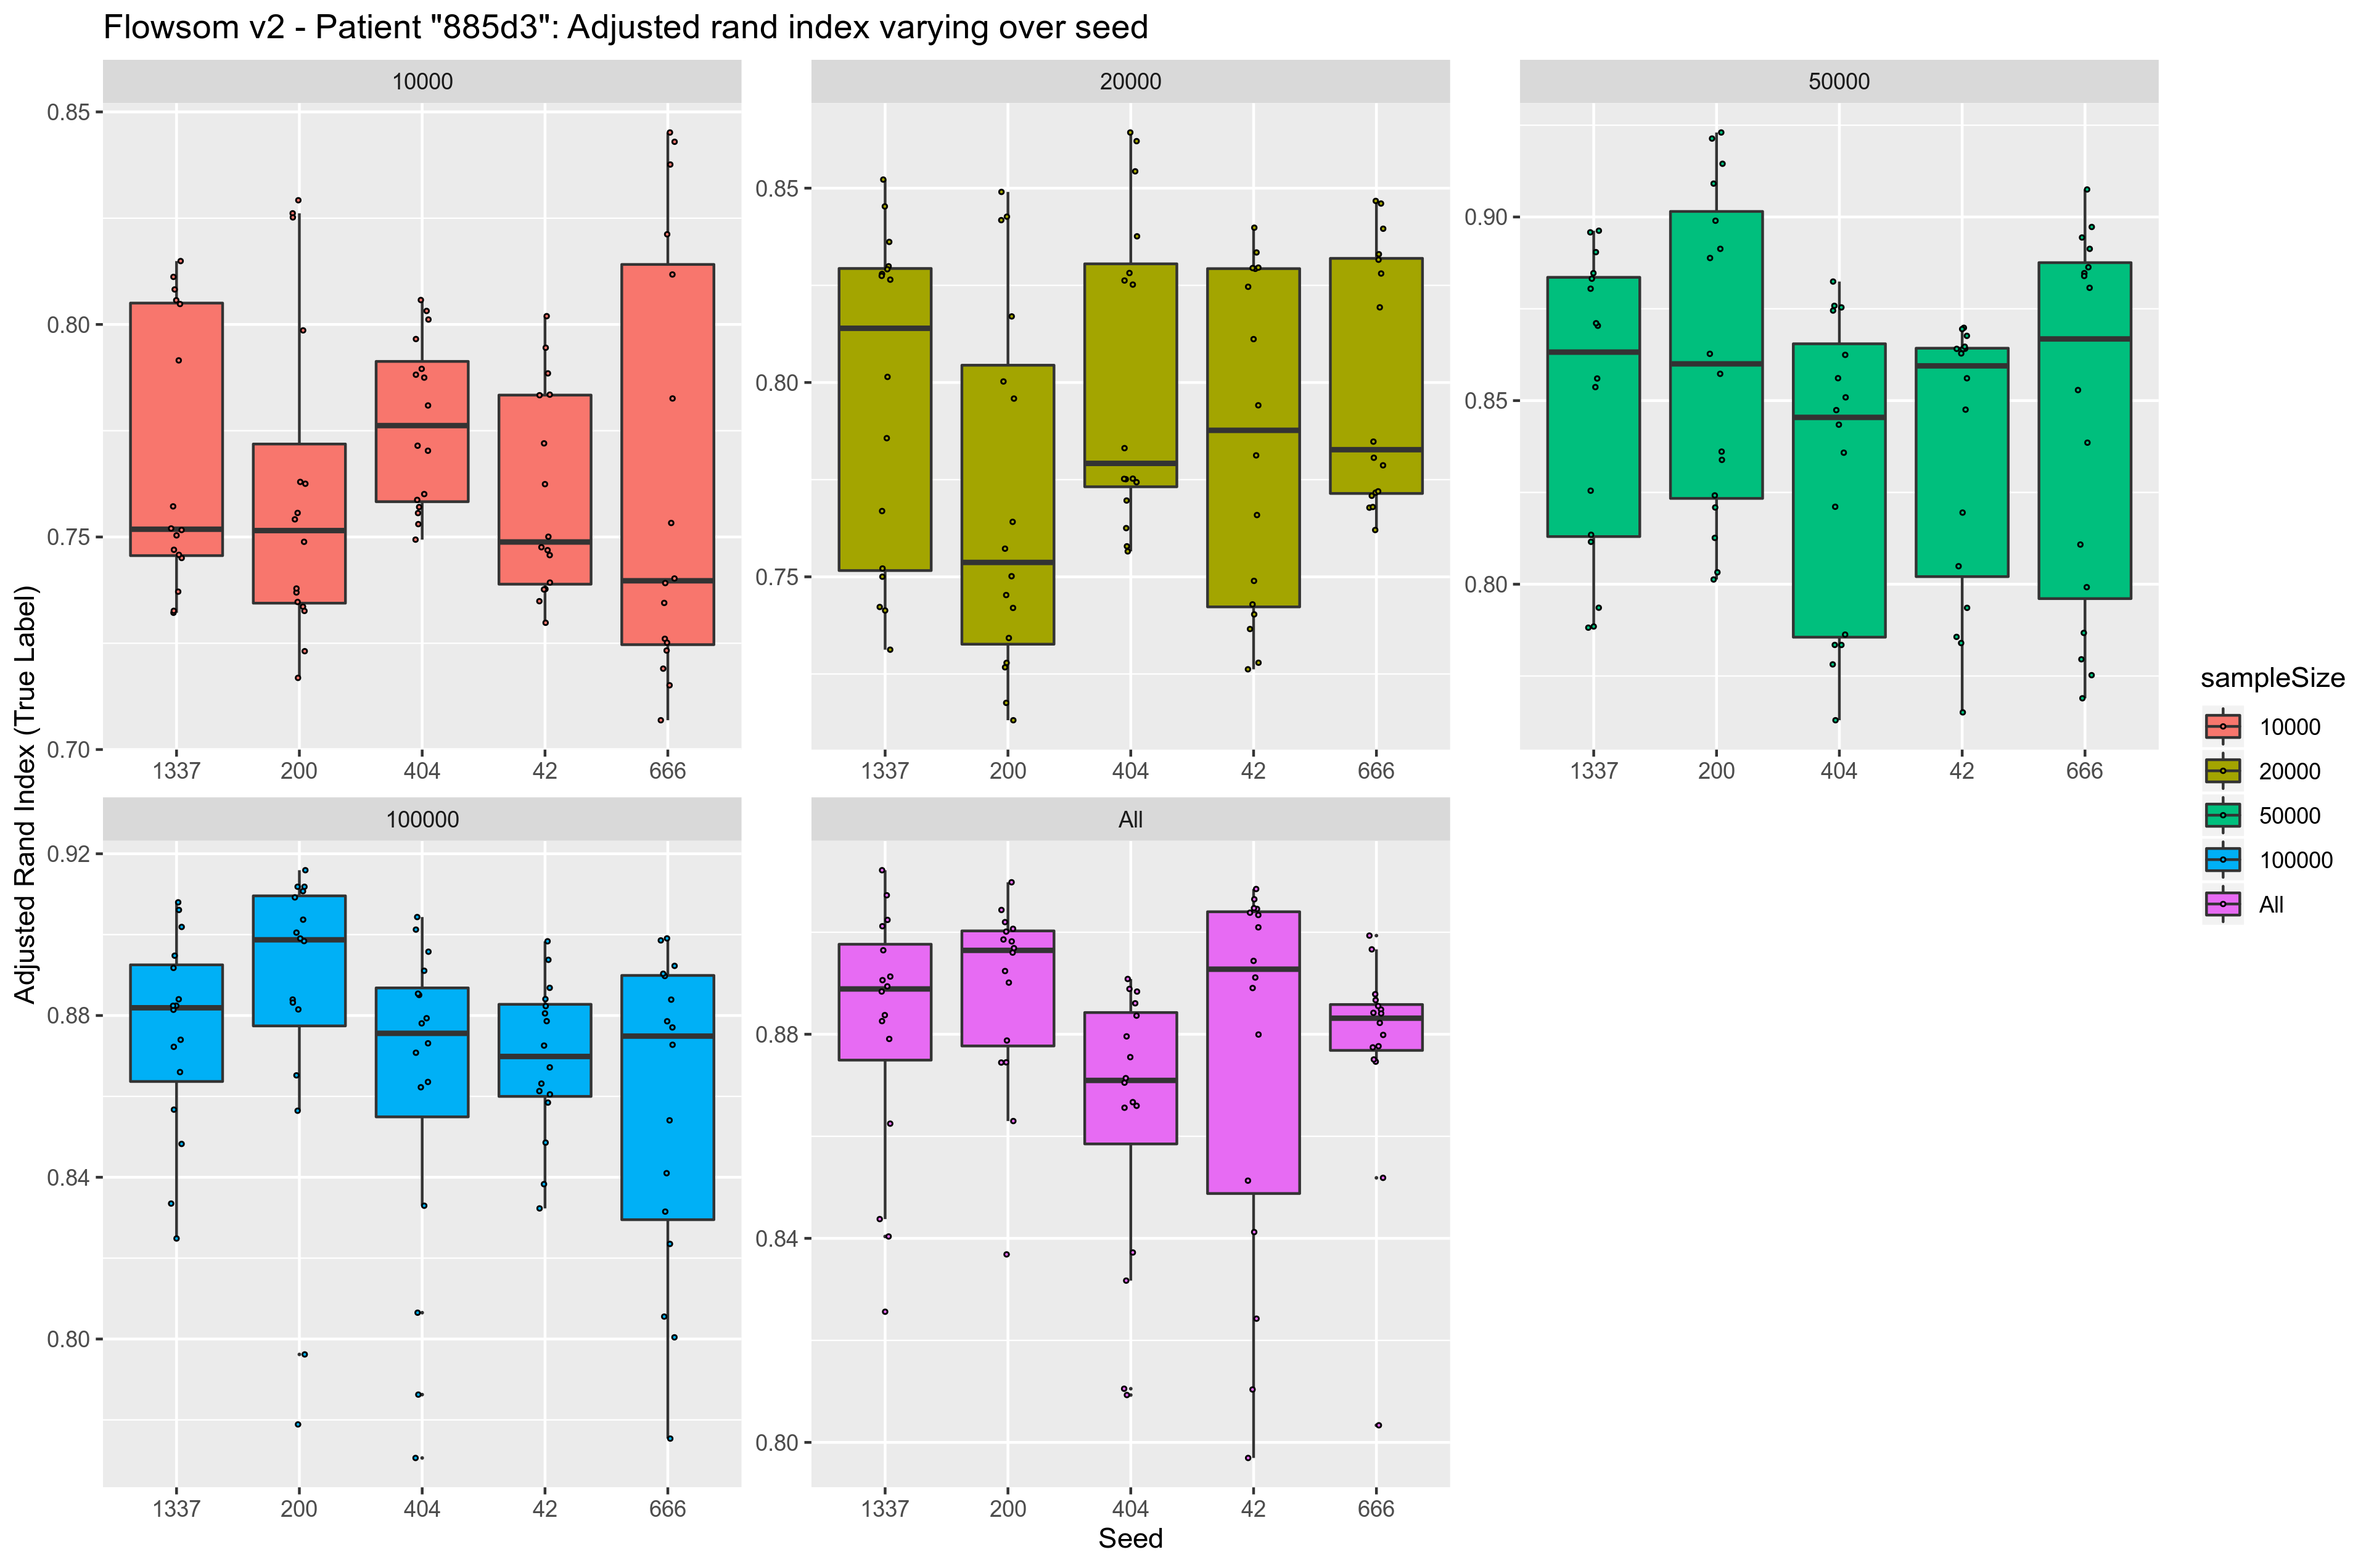 Flowsom v2 - Patient "885d3": Adjusted rand index varying over seed
10000
20000
50000
0.85
0.80
0.75
0.70
0.85
0.80
0.75
0.90
0.85
0.80
1337 200 404 42 666
1337 200 404 42 666
1337 200 404 42 666
Adjusted Rand Index (True Label)
100000
All
0.92
0.88
0.84
0.80
0.88
0.84
0.80
1337 200 404 42 666
1337 200 404 42 666
Seed
sampleSize
10000
20000
50000
100000
All